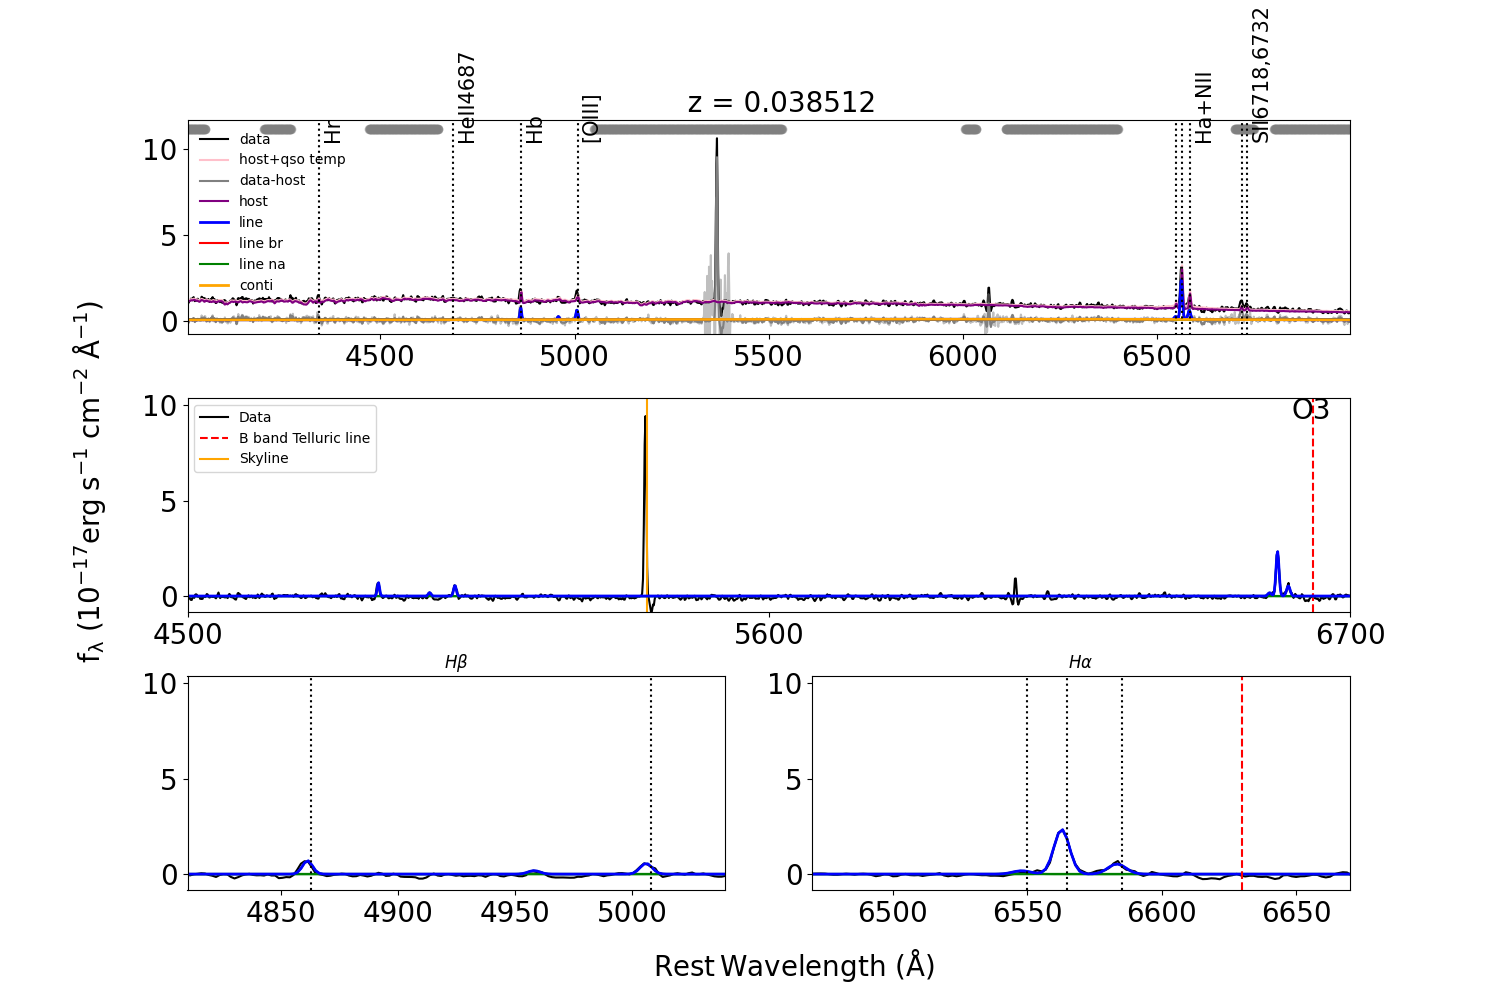 z = 0.038512
Hr
HeII4687
Hb
[OIII]
Ha+NII
SII6718,6732
data
host+qso temp
data-host
host
line
line br
line na
conti
10
5
0
4500 5000 5500 6000 6500
f_λ (10⁻¹⁷erg s⁻¹ cm⁻² Å⁻¹)
Data
B band Telluric line
Skyline
O3
10
5
0
4500 5600 6700
Hβ
10
5
0
4850 4900 4950 5000
Hα
10
5
0
6500 6550 6600 6650
Rest Wavelength (Å)